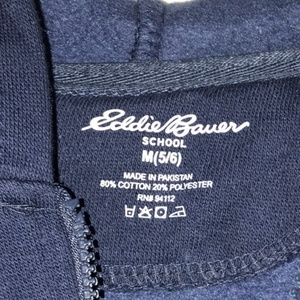 Eddie Bauer
SCHOOL
M(5/6)
MADE IN PAKISTAN
80% COTTON 20% POLYESTER
RN# 94112